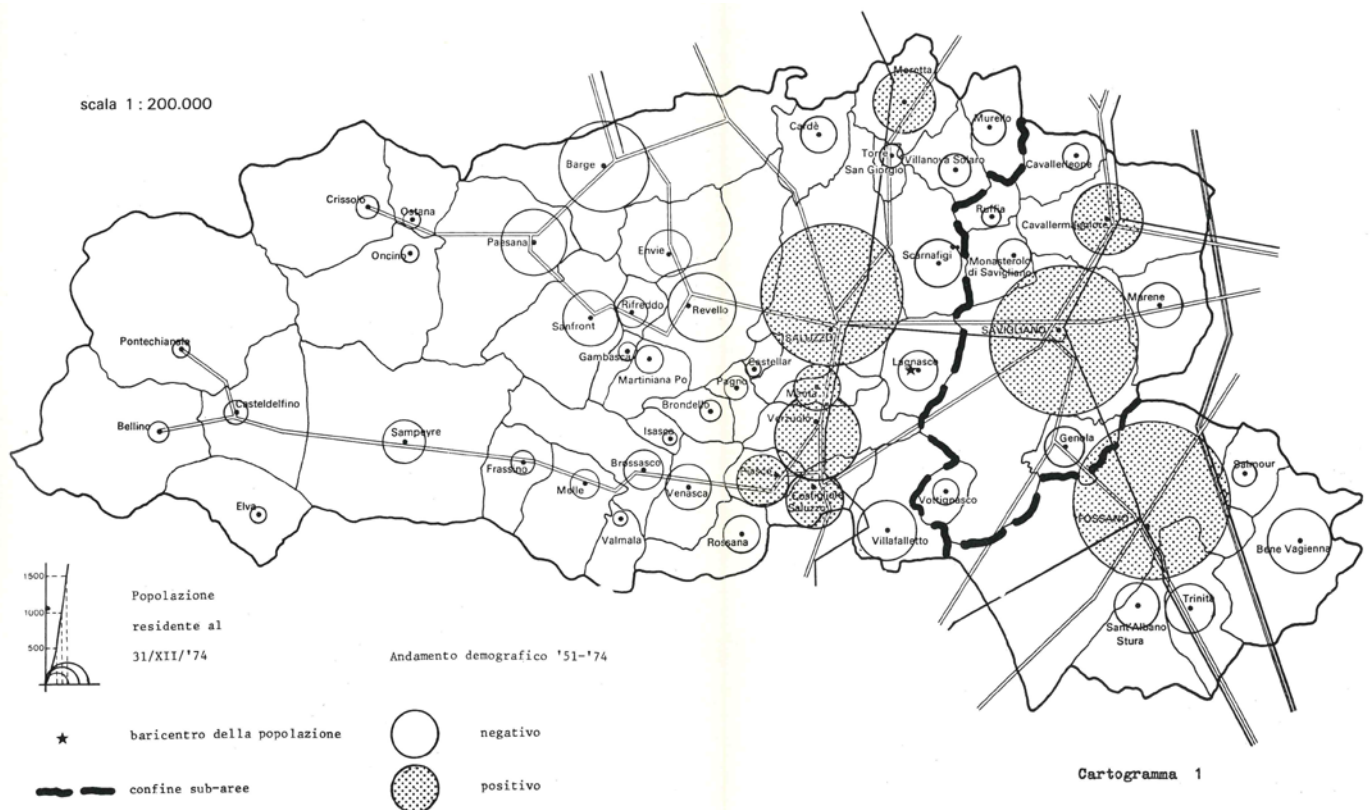 scala 1 : 200.000
Moretta
Cardè
Murello
Torre San Giorgio
Villanova Solaro
Cavallerleone
Barge
Crissolo
Ostana
Ruffia
Cavallermaggiore
Paesana
Oncino
Envie
Scarnafigi
Monasterolo di Savigliano
Rifreddo
Revello
Marene
Sanfront
SALUZZO
SAVIGLIANO
Pontechianale
Gambasca
Martiniana Po
Castellar
Lagnasco
Pagno
Manta
Casteldelfino
Brondello
Verzuolo
Bellino
Sampeyre
Isasca
Genola
Frassino
Brossasco
Piasco
Salmour
Melle
Venasca
Costigliole Saluzzo
Vottignasco
Elva
Valmala
Rossana
Villafalletto
FOSSANO
Bene Vagienna
Trinità
Sant'Albano Stura
1500
1000
500
Popolazione
residente al
31/XII/'74
Andamento demografico '51-'74
baricentro della popolazione
negativo
confine sub-aree
positivo
Cartogramma 1